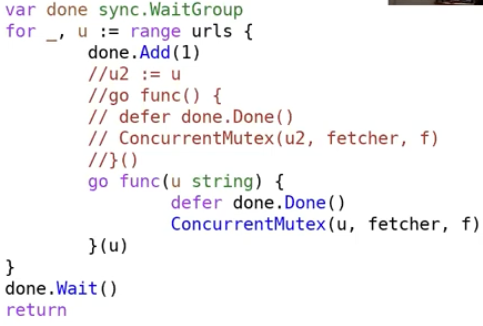 var done sync.WaitGroup
for _, u := range urls {
        done.Add(1)
        //u2 := u
        //go func() {
        // defer done.Done()
        // ConcurrentMutex(u2, fetcher, f)
        //}()
        go func(u string) {
                defer done.Done()
                ConcurrentMutex(u, fetcher, f)
        }(u)
}
done.Wait()
return